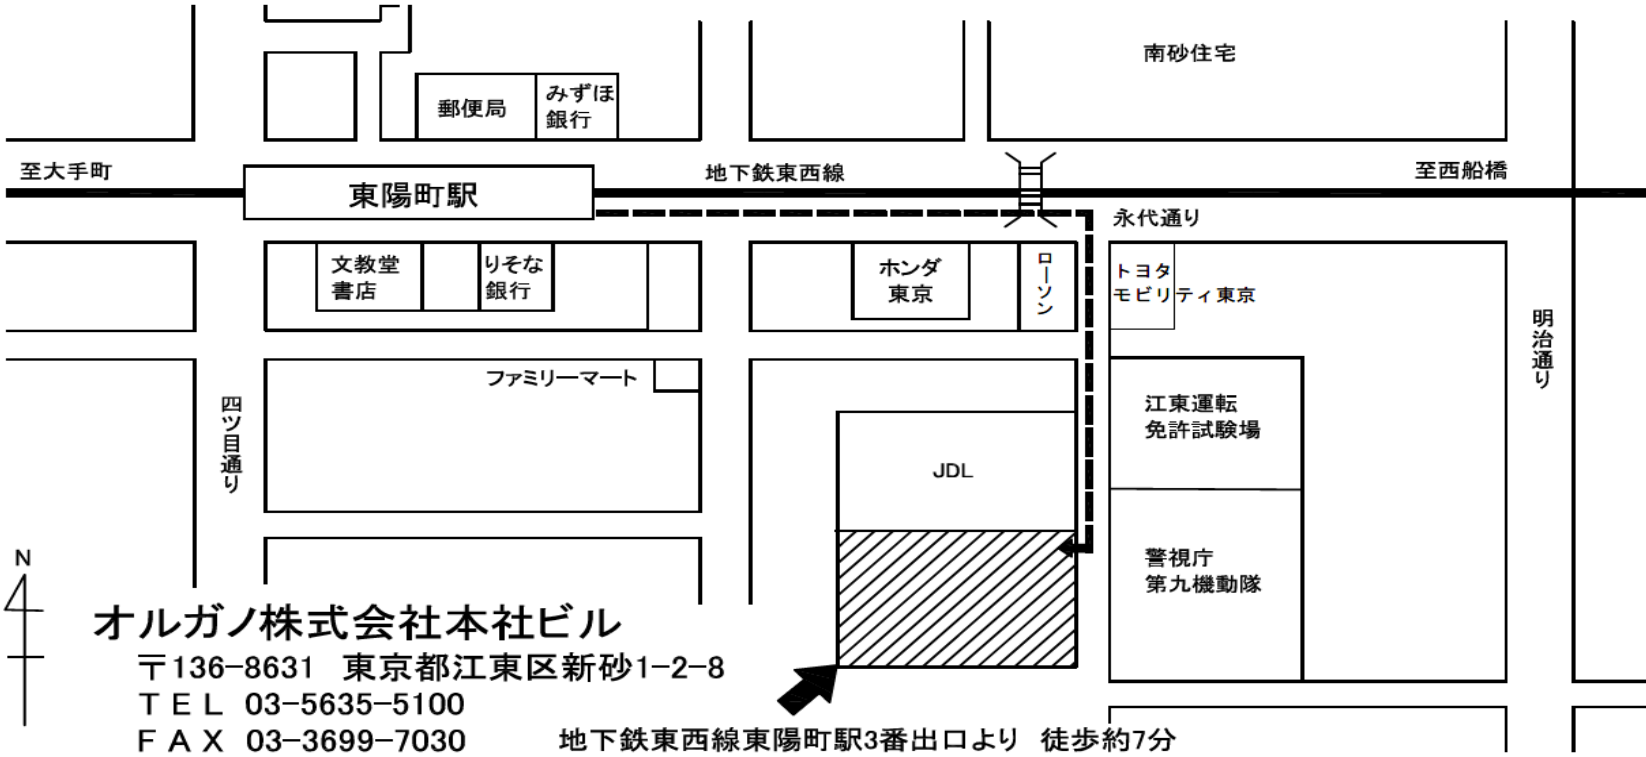 南砂住宅
郵便局
みずほ
銀行
至大手町
東陽町駅
地下鉄東西線
至西船橋
永代通り
文教堂
書店
りそな
銀行
ホンダ
東京
ローソン
トヨタ
モビリティ東京
明治通り
ファミリーマート
四ツ目通り
江東運転
免許試験場
JDL
警視庁
第九機動隊
N
オルガノ株式会社本社ビル
〒136-8631 東京都江東区新砂1-2-8
TEL 03-5635-5100
FAX 03-3699-7030
地下鉄東西線東陽町駅3番出口より 徒歩約7分